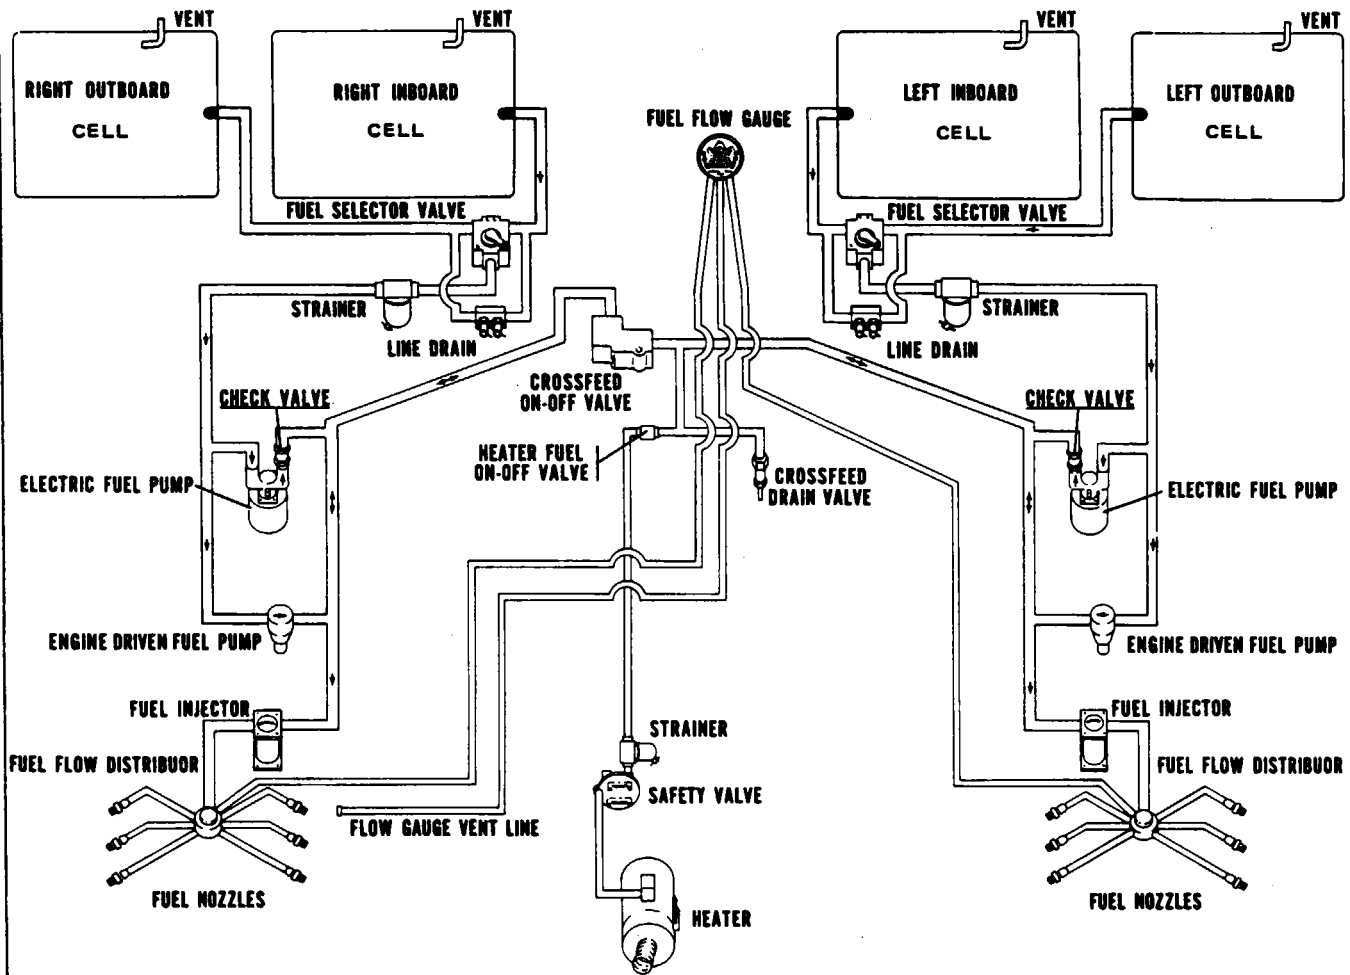 VENT
VENT
VENT
VENT
RIGHT OUTBOARD
CELL
RIGHT INBOARD
CELL
LEFT INBOARD
CELL
LEFT OUTBOARD
CELL
FUEL FLOW GAUGE
FUEL SELECTOR VALVE
FUEL SELECTOR VALVE
STRAINER
STRAINER
LINE DRAIN
LINE DRAIN
CROSSFEED
ON-OFF VALVE
CHECK VALVE
CHECK VALVE
HEATER FUEL
ON-OFF VALVE
CROSSFEED
DRAIN VALVE
ELECTRIC FUEL PUMP
ELECTRIC FUEL PUMP
ENGINE DRIVEN FUEL PUMP
ENGINE DRIVEN FUEL PUMP
FUEL INJECTOR
FUEL INJECTOR
STRAINER
FUEL FLOW DISTRIBUOR
FUEL FLOW DISTRIBUOR
SAFETY VALVE
FLOW GAUGE VENT LINE
FUEL NOZZLES
FUEL NOZZLES
HEATER